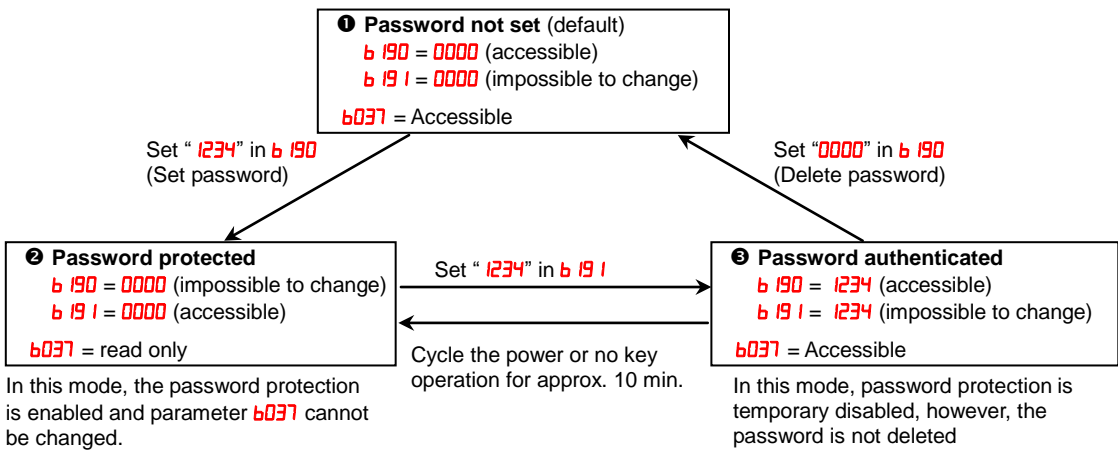 ❶ Password not set (default)
b190 = 0000 (accessible)
b191 = 0000 (impossible to change)
b037 = Accessible
Set “ 1234” in b190
(Set password)
Set “0000” in b190
(Delete password)
❷ Password protected
b190 = 0000 (impossible to change)
b191 = 0000 (accessible)
b037 = read only
Set “ 1234” in b191
❸ Password authenticated
b190 = 1234 (accessible)
b191 = 1234 (impossible to change)
b037 = Accessible
Cycle the power or no key
operation for approx. 10 min.
In this mode, the password protection
is enabled and parameter b037 cannot
be changed.
In this mode, password protection is
temporary disabled, however, the
password is not deleted